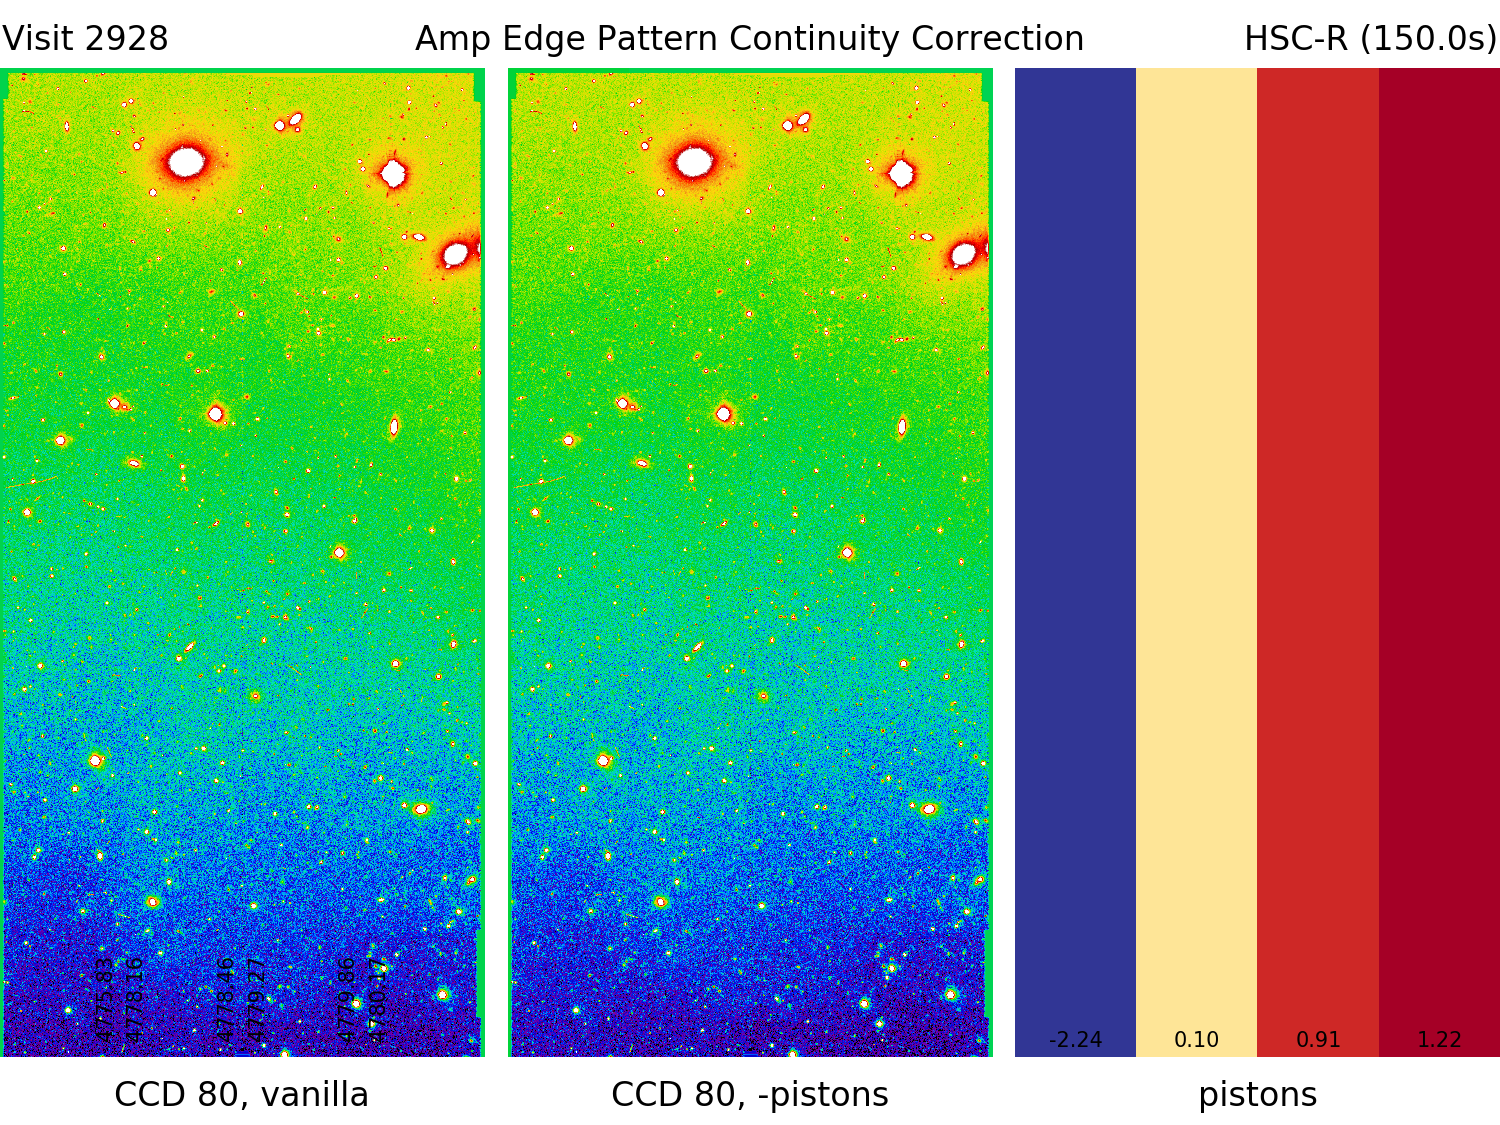 Visit 2928
Amp Edge Pattern Continuity Correction
HSC-R (150.0s)
4775.83
4778.16
4778.46
4779.27
4779.86
4780.17
-2.24
0.10
0.91
1.22
CCD 80, vanilla
CCD 80, -pistons
pistons